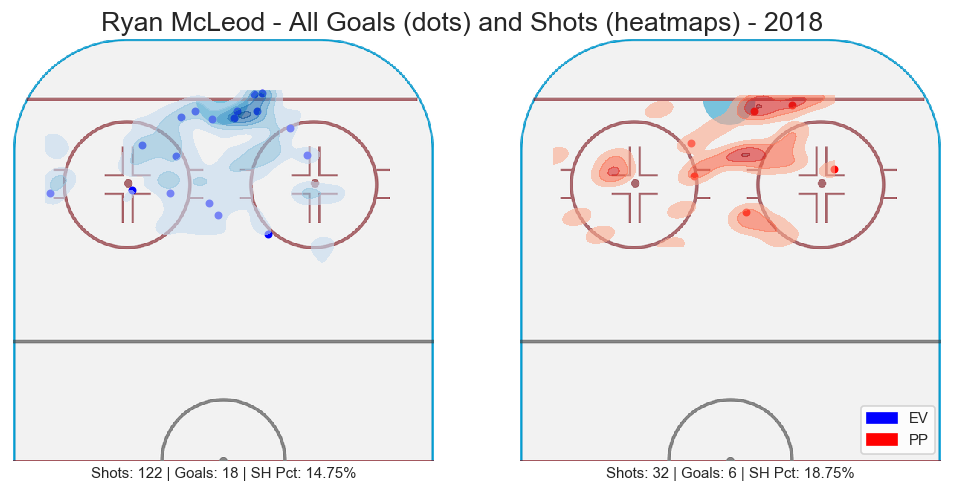 Ryan McLeod - All Goals (dots) and Shots (heatmaps) - 2018
EV
PP
Shots: 122 | Goals: 18 | SH Pct: 14.75%
Shots: 32 | Goals: 6 | SH Pct: 18.75%